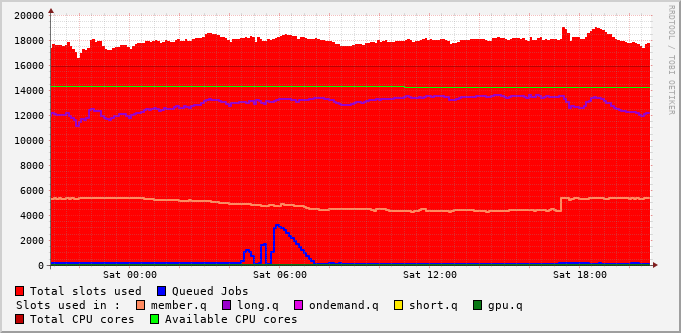 20000
18000
16000
14000
12000
10000
8000
6000
4000
2000
0
Sat 00:00 Sat 06:00 Sat 12:00 Sat 18:00
RRDTOOL / TOBI OETIKER
Total slots used Queued Jobs
Slots used in : member.q long.q ondemand.q short.q gpu.q
Total CPU cores Available CPU cores